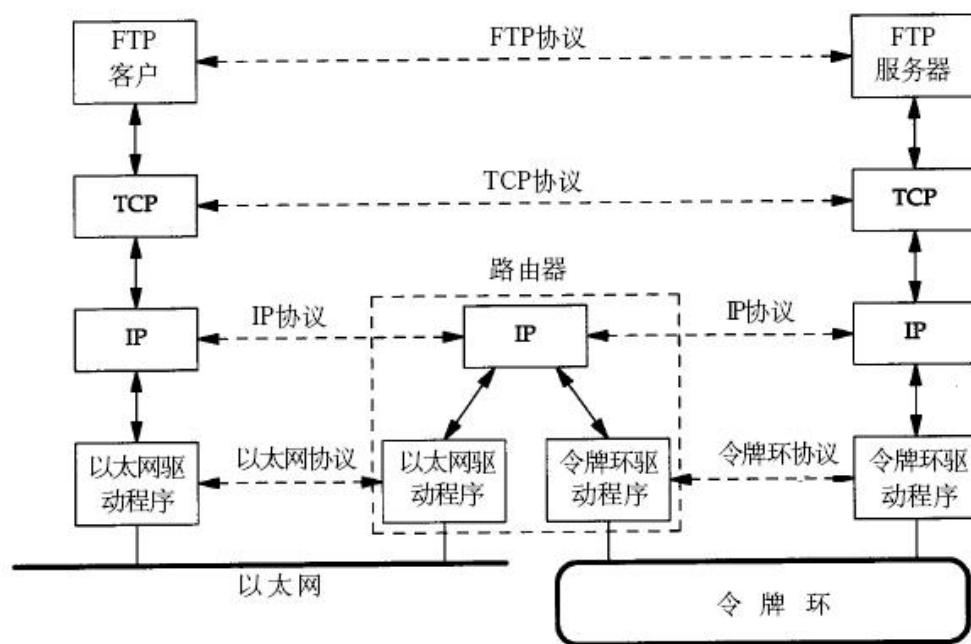 FTP
客户
FTP协议
FTP
服务器
TCP
TCP协议
TCP
路由器
IP
IP协议
IP
IP协议
IP
以太网驱
动程序
以太网协议
以太网驱
动程序
令牌环驱
动程序
令牌环协议
令牌环驱
动程序
以太网
令牌环